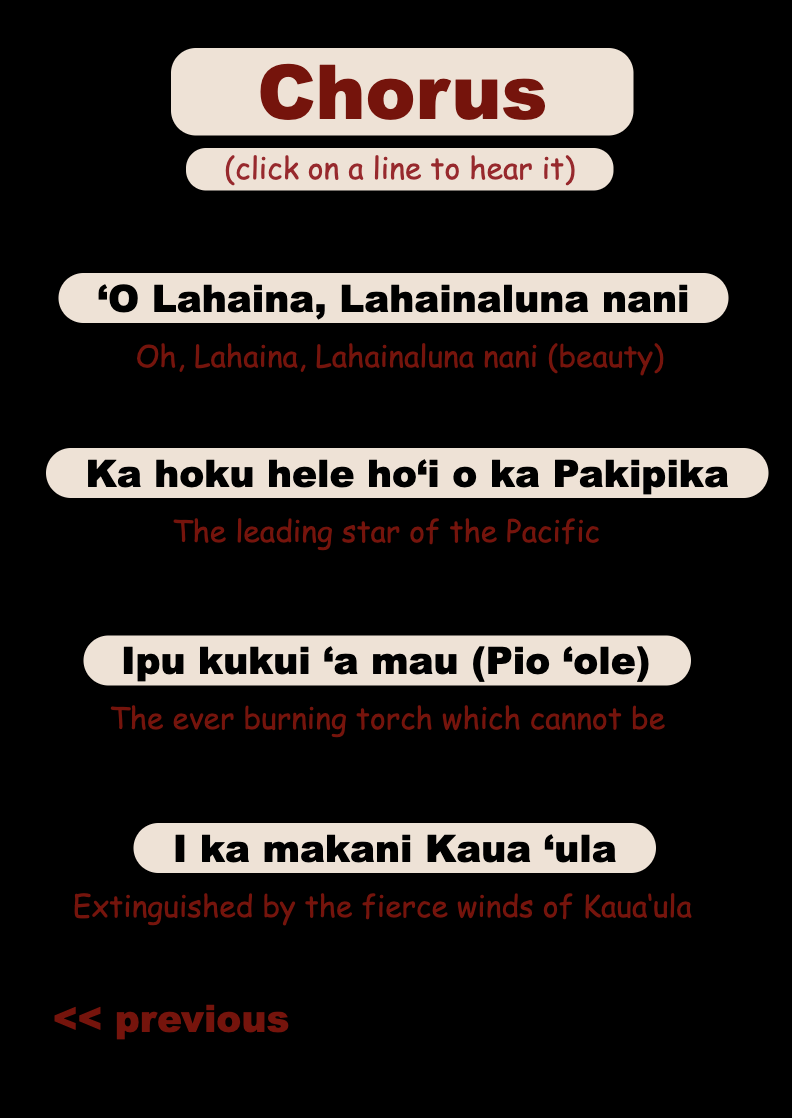 Chorus
(click on a line to hear it)
‘O Lahaina, Lahainaluna nani
Oh, Lahaina, Lahainaluna nani (beauty)
Ka hoku hele ho‘i o ka Pakipika
The leading star of the Pacific
Ipu kukui ‘a mau (Pio ‘ole)
The ever burning torch which cannot be
I ka makani Kaua ‘ula
Extinguished by the fierce winds of Kaua‘ula
<< previous